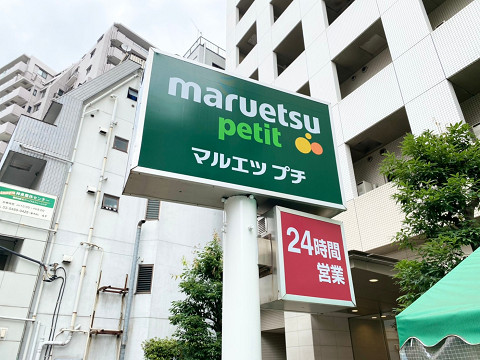 maruetsu
petit
マルエツ プチ
24時間
営業